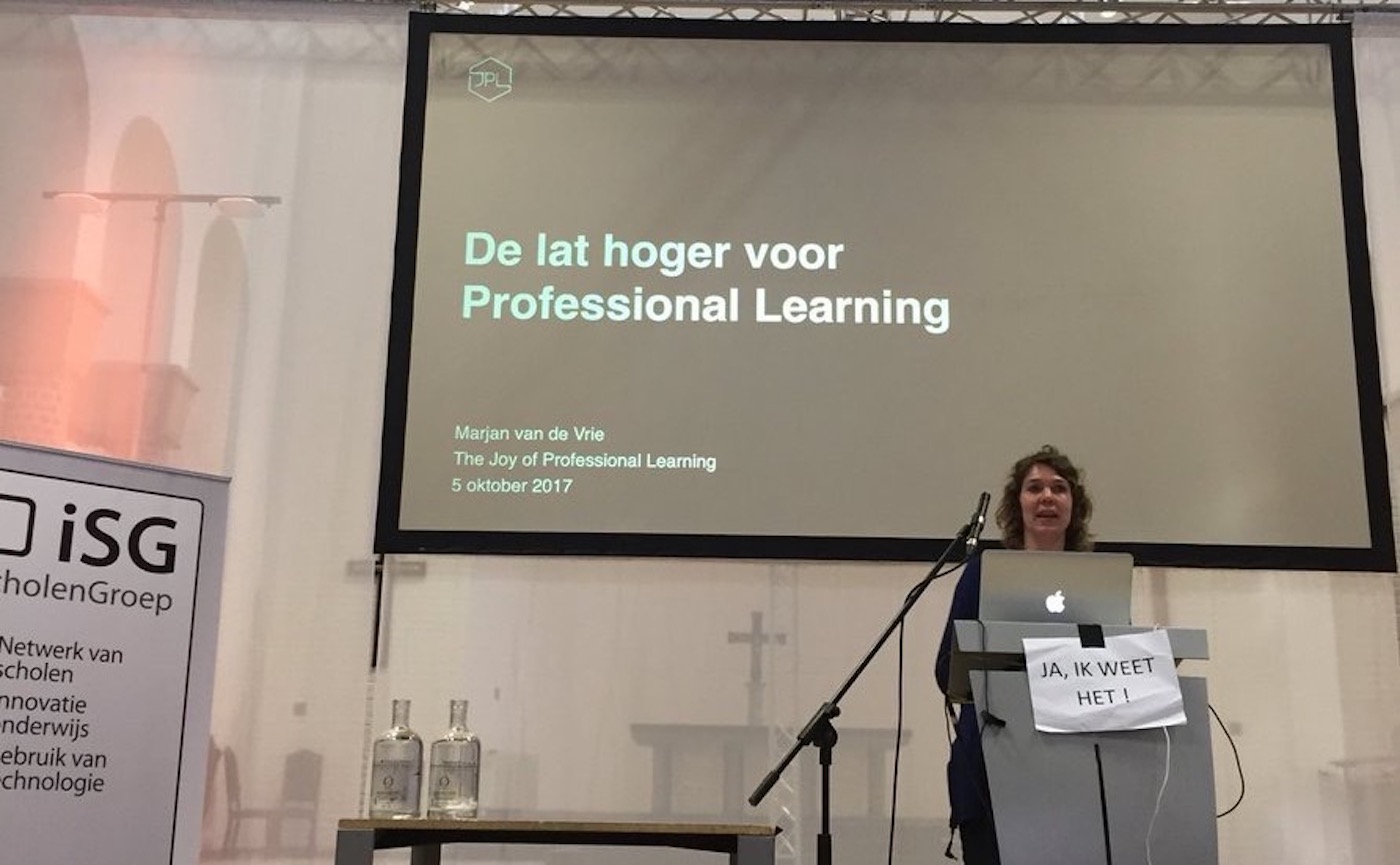 JPL
De lat hoger voor
Professional Learning
Marjan van de Vrie
The Joy of Professional Learning
5 oktober 2017
iSG
cholenGroep
Netwerk van
scholen
nnovatie
nderwijs
ebruik van
chnologie
JA, IK WEET
HET !